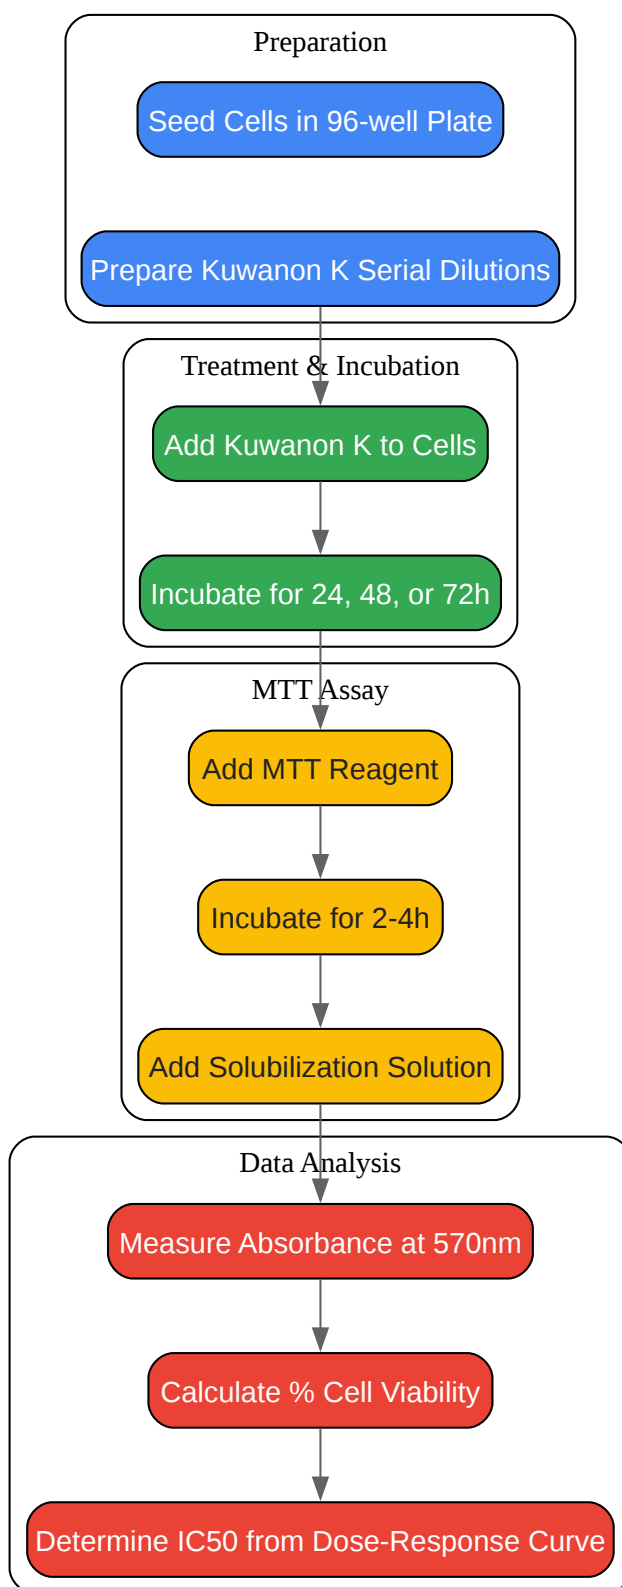 Preparation
Seed Cells in 96-well Plate
Prepare Kuwanon K Serial Dilutions
Treatment & Incubation
Add Kuwanon K to Cells
Incubate for 24, 48, or 72h
MTT Assay
Add MTT Reagent
Incubate for 2-4h
Add Solubilization Solution
Data Analysis
Measure Absorbance at 570nm
Calculate % Cell Viability
Determine IC50 from Dose-Response Curve